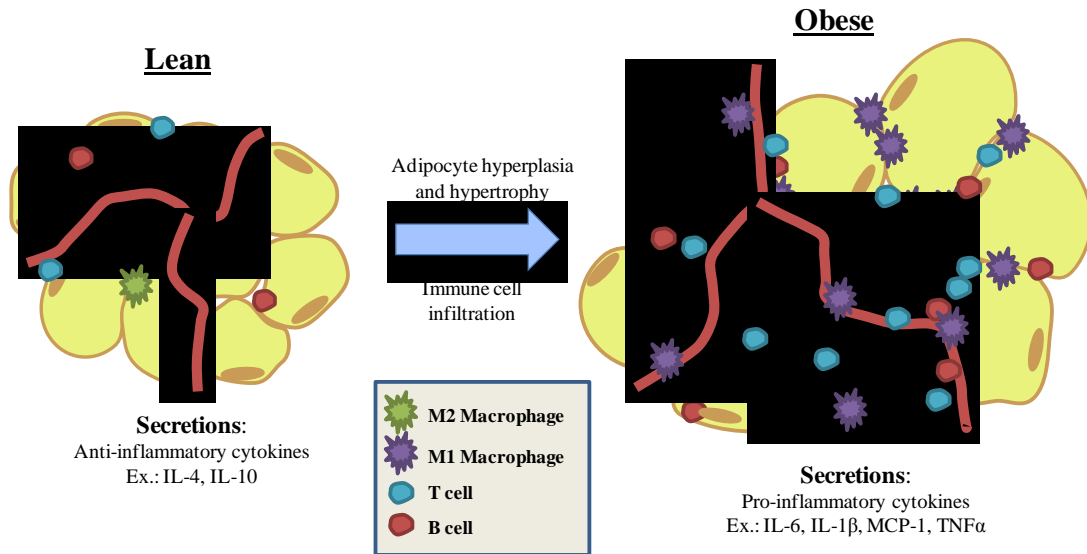 Lean
Obese
Adipocyte hyperplasia
and hypertrophy
Immune cell
infiltration
Secretions:
Anti-inflammatory cytokines
Ex.: IL-4, IL-10
M2 Macrophage
M1 Macrophage
T cell
B cell
Secretions:
Pro-inflammatory cytokines
Ex.: IL-6, IL-1β, MCP-1, TNFα